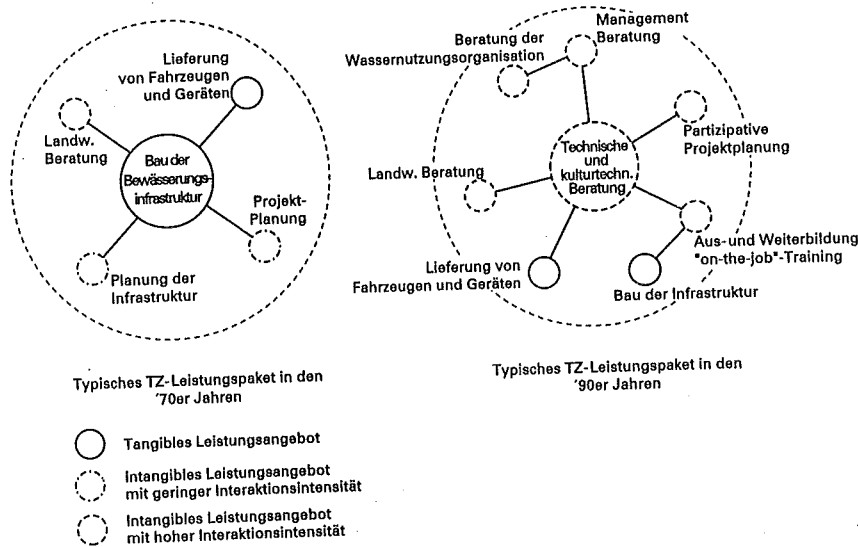 Lieferung
von Fahrzeugen
und Geräten
Landw.
Beratung
Bau der
Bewässerungs-
infrastruktur
Projekt-
Planung
Planung der
Infrastruktur
Typisches TZ-Leistungspaket in den
'70er Jahren
Management
Beratung
Beratung der
Wassernutzungsorganisation
Partizipative
Projektplanung
Technische
und
kulturtechn.
Beratung
Landw. Beratung
Aus- und Weiterbildung
"on-the-job"-Training
Lieferung von
Fahrzeugen und Geräten
Bau der Infrastruktur
Typisches TZ-Leistungspaket in den
'90er Jahren
Tangibles Leistungsangebot
Intangibles Leistungsangebot
mit geringer Interaktionsintensität
Intangibles Leistungsangebot
mit hoher Interaktionsintensität